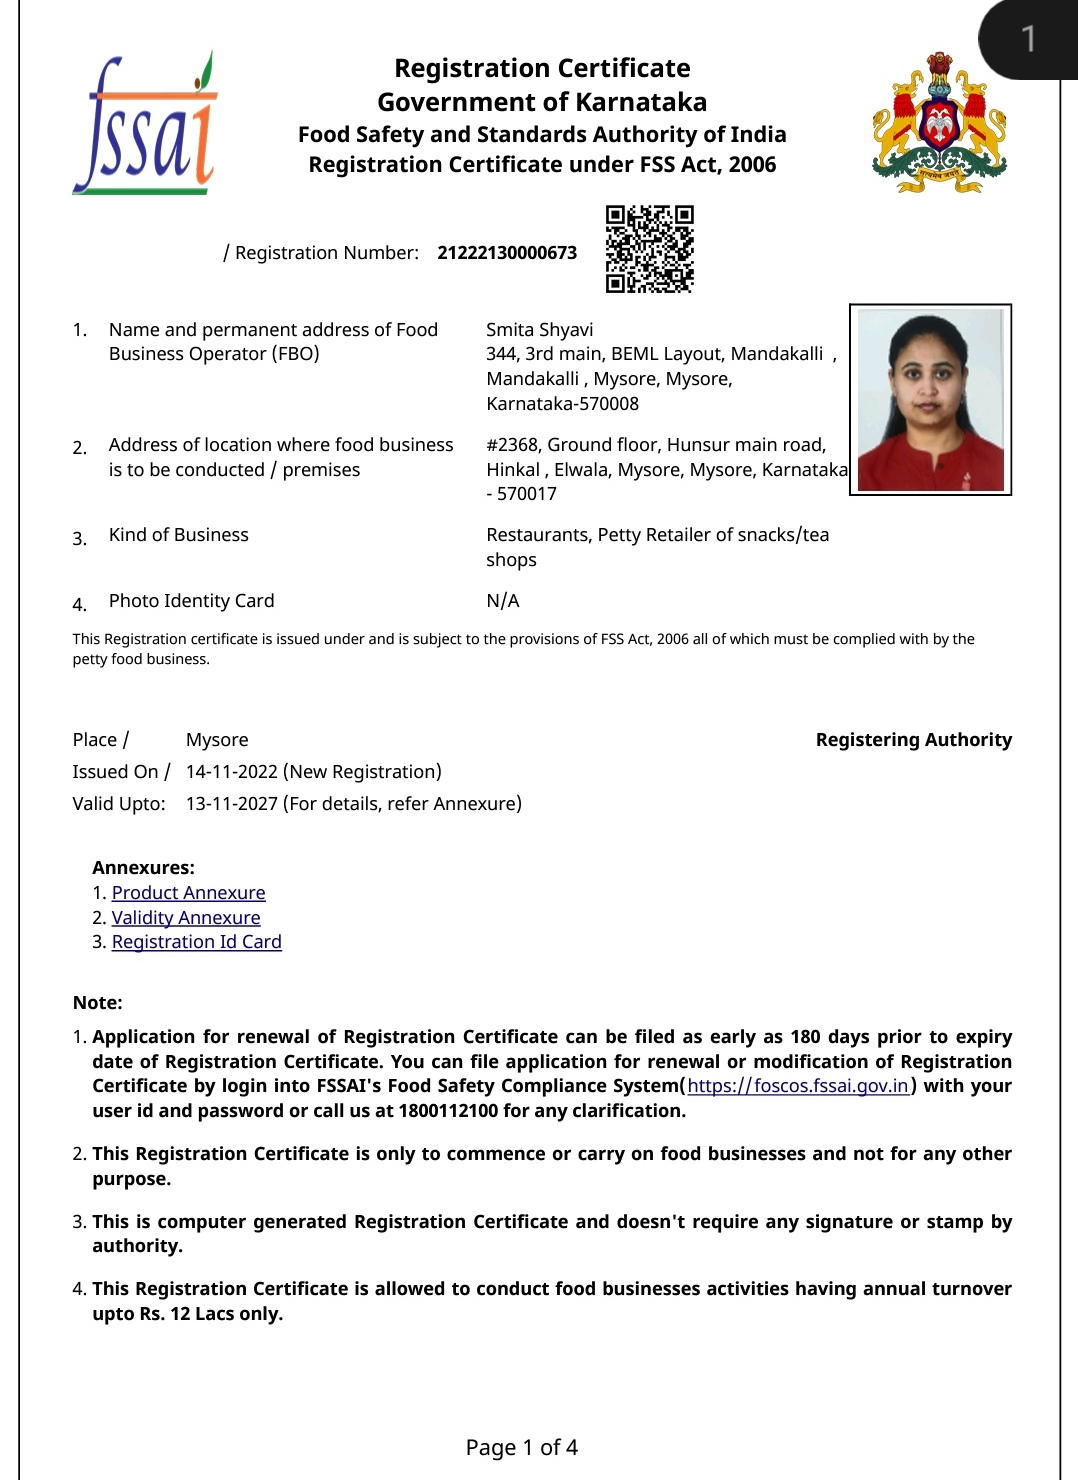 1
fssai
Registration Certificate
Government of Karnataka
Food Safety and Standards Authority of India
Registration Certificate under FSS Act, 2006
सत्यमेव जयते
/ Registration Number: 21222130000673
1. Name and permanent address of Food
Business Operator (FBO)
Smita Shyavi
344, 3rd main, BEML Layout, Mandakalli ,
Mandakalli , Mysore, Mysore,
Karnataka-570008
2. Address of location where food business
is to be conducted / premises
#2368, Ground floor, Hunsur main road,
Hinkal , Elwala, Mysore, Mysore, Karnataka
- 570017
3. Kind of Business
Restaurants, Petty Retailer of snacks/tea
shops
4. Photo Identity Card
N/A
This Registration certificate is issued under and is subject to the provisions of FSS Act, 2006 all of which must be complied with by the
petty food business.
Place / Mysore
Registering Authority
Issued On / 14-11-2022 (New Registration)
Valid Upto: 13-11-2027 (For details, refer Annexure)
Annexures:
1. Product Annexure
2. Validity Annexure
3. Registration Id Card
Note:
1. Application for renewal of Registration Certificate can be filed as early as 180 days prior to expiry
date of Registration Certificate. You can file application for renewal or modification of Registration
Certificate by login into FSSAI's Food Safety Compliance System(https://foscos.fssai.gov.in) with your
user id and password or call us at 1800112100 for any clarification.
2. This Registration Certificate is only to commence or carry on food businesses and not for any other
purpose.
3. This is computer generated Registration Certificate and doesn't require any signature or stamp by
authority.
4. This Registration Certificate is allowed to conduct food businesses activities having annual turnover
upto Rs. 12 Lacs only.
Page 1 of 4